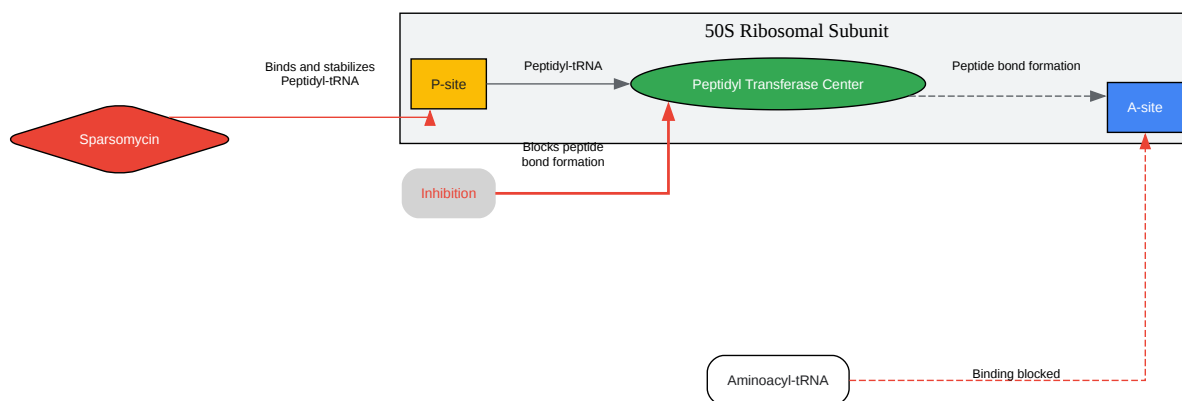 50S Ribosomal Subunit
Binds and stabilizes
Peptidyl-tRNA
P-site
Peptidyl-tRNA
Peptidyl Transferase Center
Peptide bond formation
A-site
Sparsomycin
Blocks peptide
bond formation
Inhibition
Aminoacyl-tRNA
Binding blocked